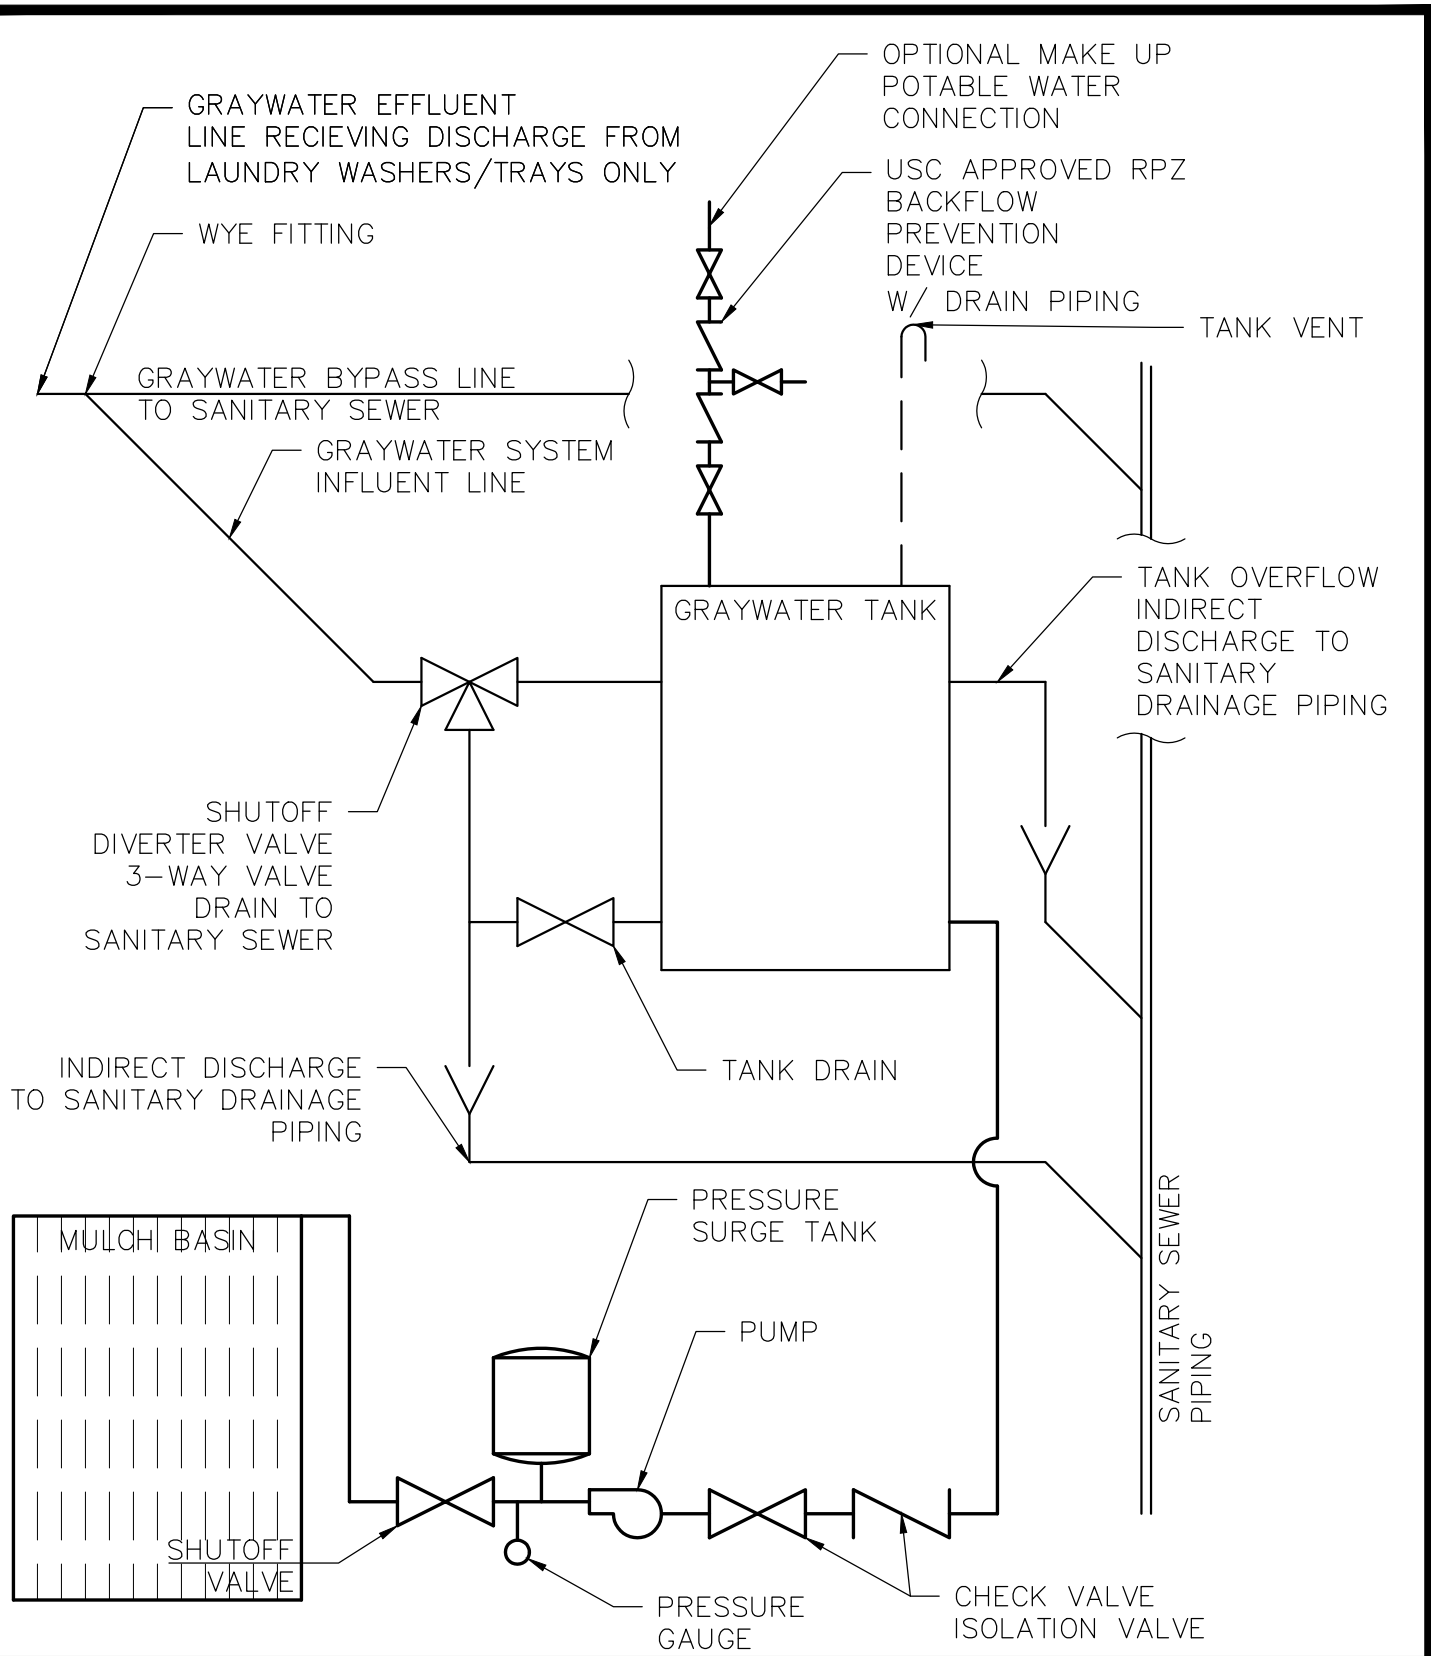 OPTIONAL MAKE UP
POTABLE WATER
CONNECTION
GRAYWATER EFFLUENT
LINE RECIEVING DISCHARGE FROM
LAUNDRY WASHERS/TRAYS ONLY
USC APPROVED RPZ
BACKFLOW
PREVENTION
DEVICE
W/ DRAIN PIPING
WYE FITTING
TANK VENT
GRAYWATER BYPASS LINE
TO SANITARY SEWER
GRAYWATER SYSTEM
INFLUENT LINE
GRAYWATER TANK
TANK OVERFLOW
INDIRECT
DISCHARGE TO
SANITARY
DRAINAGE PIPING
SHUTOFF
DIVERTER VALVE
3-WAY VALVE
DRAIN TO
SANITARY SEWER
INDIRECT DISCHARGE
TO SANITARY DRAINAGE
PIPING
TANK DRAIN
PRESSURE
SURGE TANK
SANITARY SEWER
PIPING
MULCH BASIN
PUMP
SHUTOFF
VALVE
PRESSURE
GAUGE
CHECK VALVE
ISOLATION VALVE